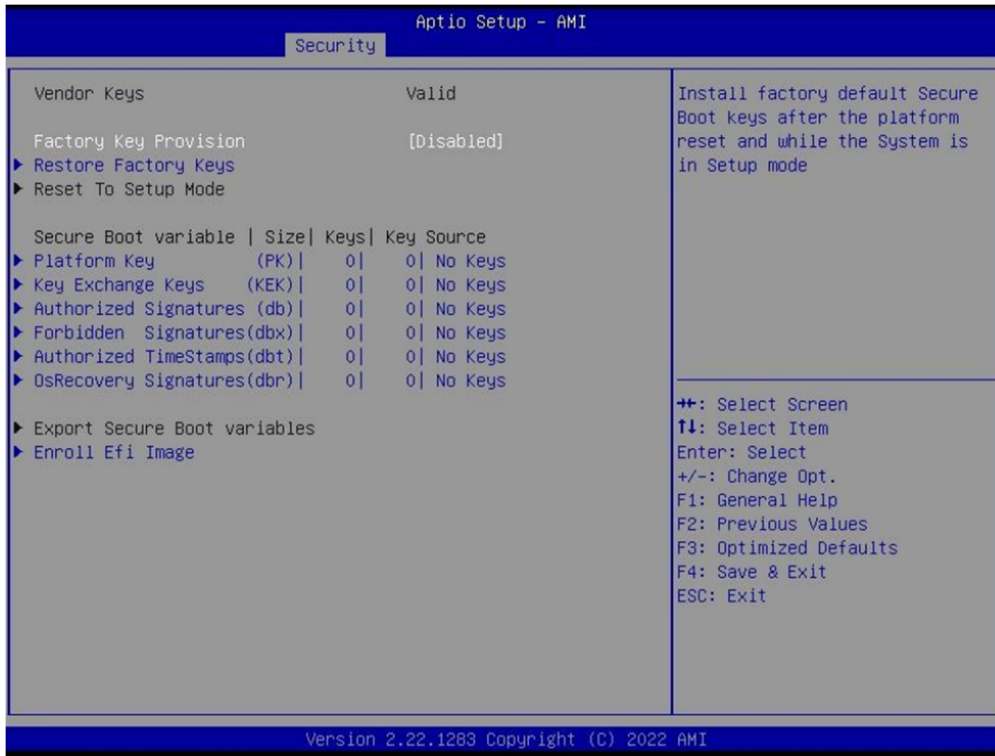 Aptio Setup - AMI
Security
Vendor Keys Valid
Factory Key Provision [Disabled]
▶ Restore Factory Keys
▶ Reset To Setup Mode
Secure Boot variable | Size| Keys| Key Source
▶ Platform Key (PK)| 0| 0| No Keys
▶ Key Exchange Keys (KEK)| 0| 0| No Keys
▶ Authorized Signatures (db)| 0| 0| No Keys
▶ Forbidden Signatures(dbx)| 0| 0| No Keys
▶ Authorized TimeStamps(dbt)| 0| 0| No Keys
▶ OsRecovery Signatures(dbr)| 0| 0| No Keys
▶ Export Secure Boot variables
▶ Enroll Efi Image
Install factory default Secure
Boot keys after the platform
reset and while the System is
in Setup mode
→←: Select Screen
↑↓: Select Item
Enter: Select
+/-: Change Opt.
F1: General Help
F2: Previous Values
F3: Optimized Defaults
F4: Save & Exit
ESC: Exit
Version 2.22.1283 Copyright (C) 2022 AMI